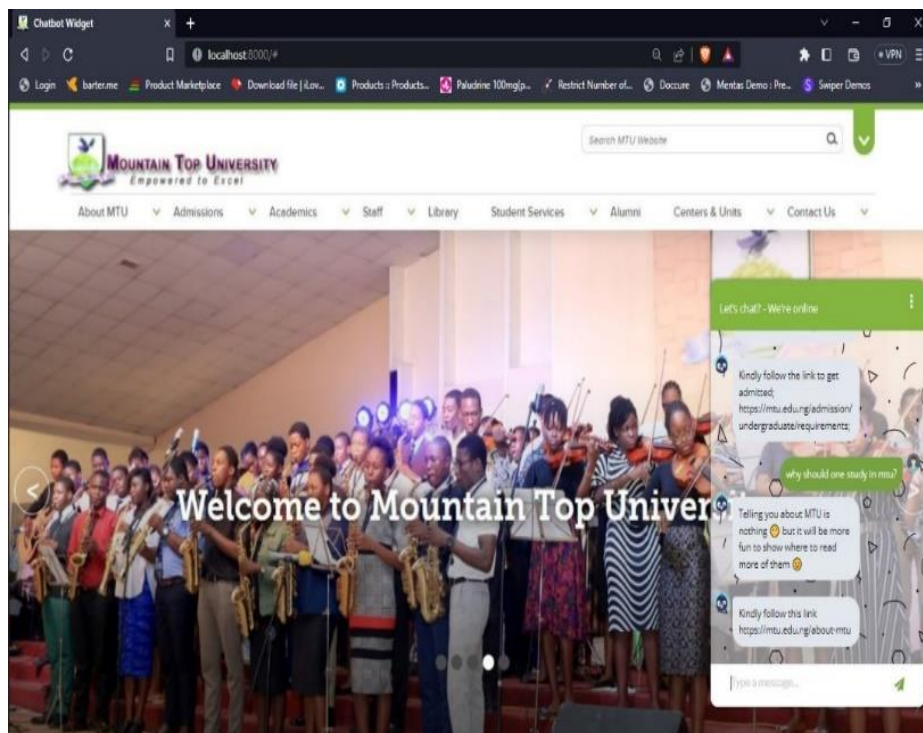 Chatbot Widget
localhost:8000/#
VPN
Login barter.me Product Marketplace Download file | iLov... Products :: Products... Paludrine 100mg(p... Restrict Number of... Doccure Mentas Demo : Pre... Swiper Demos »
Search MTU Website
MOUNTAIN TOP UNIVERSITY
Empowered to Excel
About MTU Admissions Academics Staff Library Student Services Alumni Centers & Units Contact Us
Let's chat? - We're online
Kindly follow the link to get
admitted;
https://mtu.edu.ng/admission/
undergraduate/requirements;
why should one study in mtu?
Telling you about MTU is
nothing 😊 but it will be more
fun to show where to read
more of them 😉
Kindly follow this link
https://mtu.edu.ng/about-mtu
Type a message...
Welcome to Mountain Top Universit